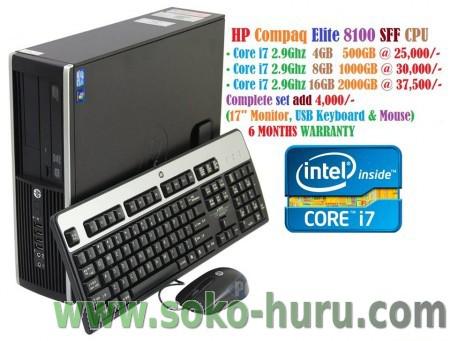 HP Compaq Elite 8100 SFF CPU
- Core i7 2.9Ghz 4GB 500GB @ 25,000/-
- Core i7 2.9Ghz 8GB 1000GB @ 30,000/-
- Core i7 2.9Ghz 16GB 2000GB @ 37,500/-
Complete set add 4,000/-
(17" Monitor, USB Keyboard & Mouse)
6 MONTHS WARRANTY
intel inside™
CORE i7
hp
www.soko-huru.com